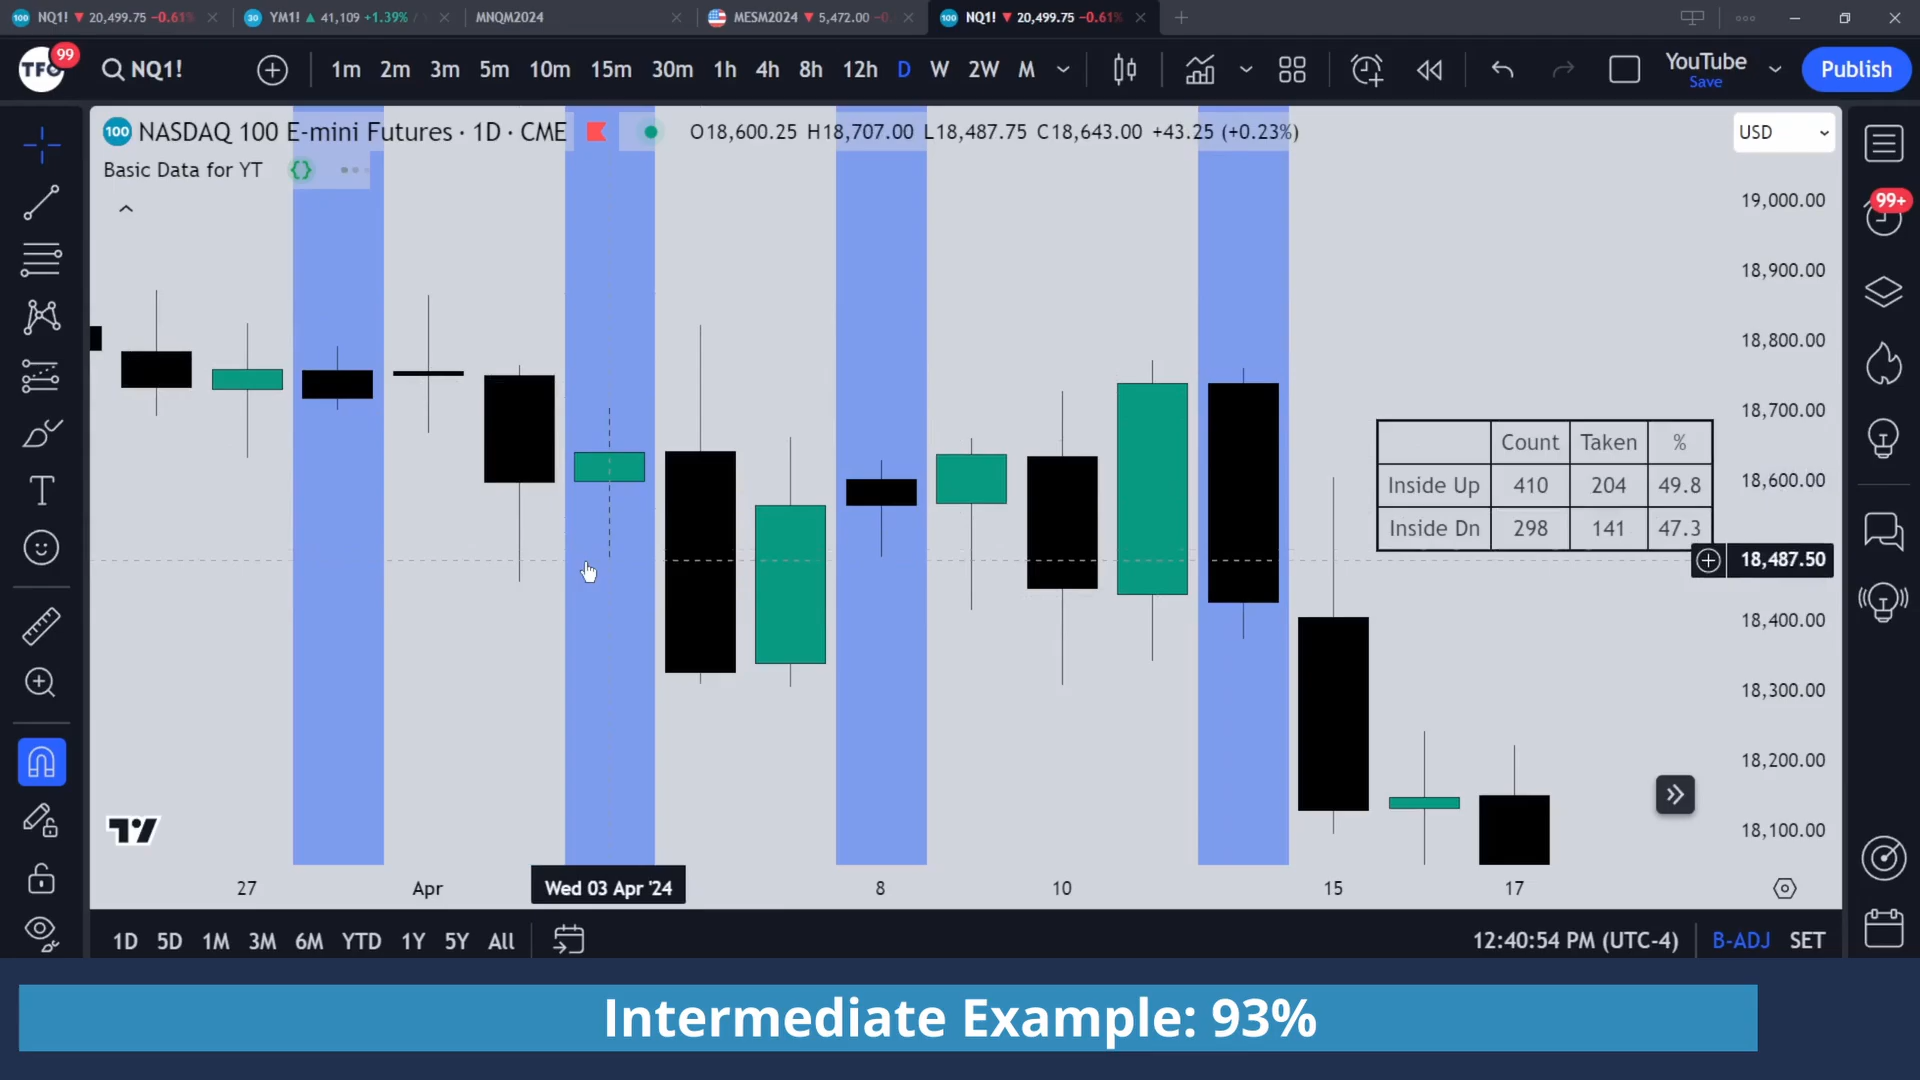 NQ1! ▼ 20,499.75 −0.61%
YM1! ▲ 41,109 +1.39% /
MNQM2024
MESM2024 ▼ 5,472.00 −0
NQ1! ▼ 20,499.75 −0.61%
TFO 99
NQ1!
1m 2m 3m 5m 10m 15m 30m 1h 4h 8h 12h D W 2W M
YouTube
Save
Publish
100 NASDAQ 100 E-mini Futures · 1D · CME
O18,600.25 H18,707.00 L18,487.75 C18,643.00 +43.25 (+0.23%)
USD
Basic Data for YT
99+
19,000.00
18,900.00
18,800.00
18,700.00
18,600.00
18,487.50
18,400.00
18,300.00
18,200.00
18,100.00
Count Taken %
Inside Up 410 204 49.8
Inside Dn 298 141 47.3
27 Apr Wed 03 Apr '24 8 10 15 17
1D 5D 1M 3M 6M YTD 1Y 5Y All
12:40:54 PM (UTC-4) B-ADJ SET
Intermediate Example: 93%